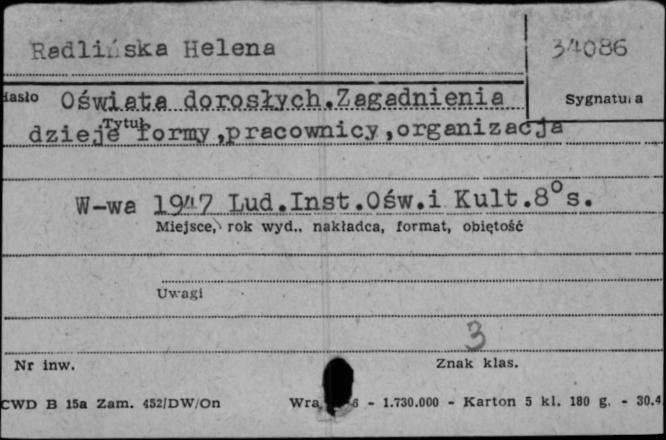 Radlińska Helena 34086
Hasło Oświata dorosłych.Zagadnienia Sygnatura
Tytuł
dzieje formy,pracownicy,organizacja
W-wa 1947 Lud.Inst.Ośw.i Kult.8°s.
Miejsce, rok wyd., nakładca, format, objętość
Uwagi
3
Nr inw. Znak klas.
CWD B 15a Zam. 452/DW/On - 1.730.000 - Karton 5 kl. 180 g. - 30.4